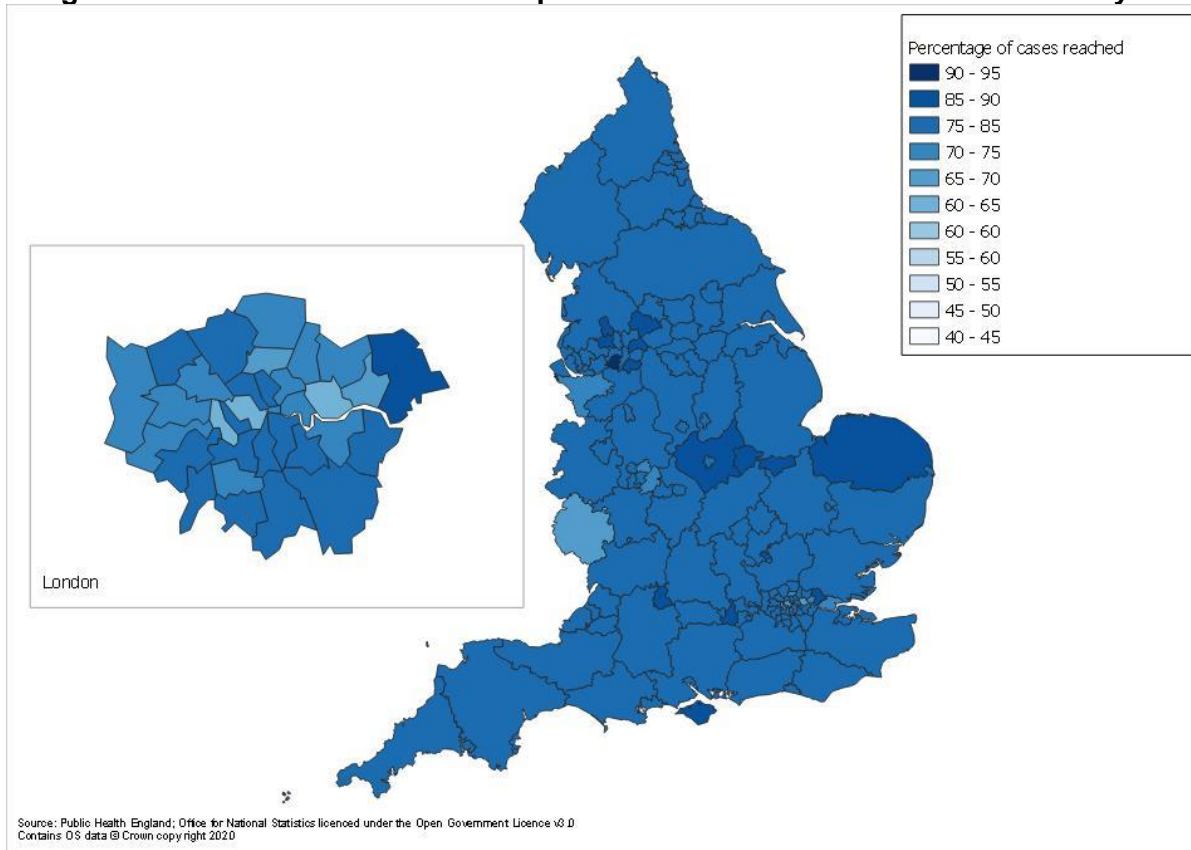 Percentage of cases reached
90 - 95
85 - 90
75 - 85
70 - 75
65 - 70
60 - 65
60 - 60
55 - 60
50 - 55
45 - 50
40 - 45
London
Source: Public Health England; Office for National Statistics licenced under the Open Government Licence v3.0
Contains OS data © Crown copyright 2020